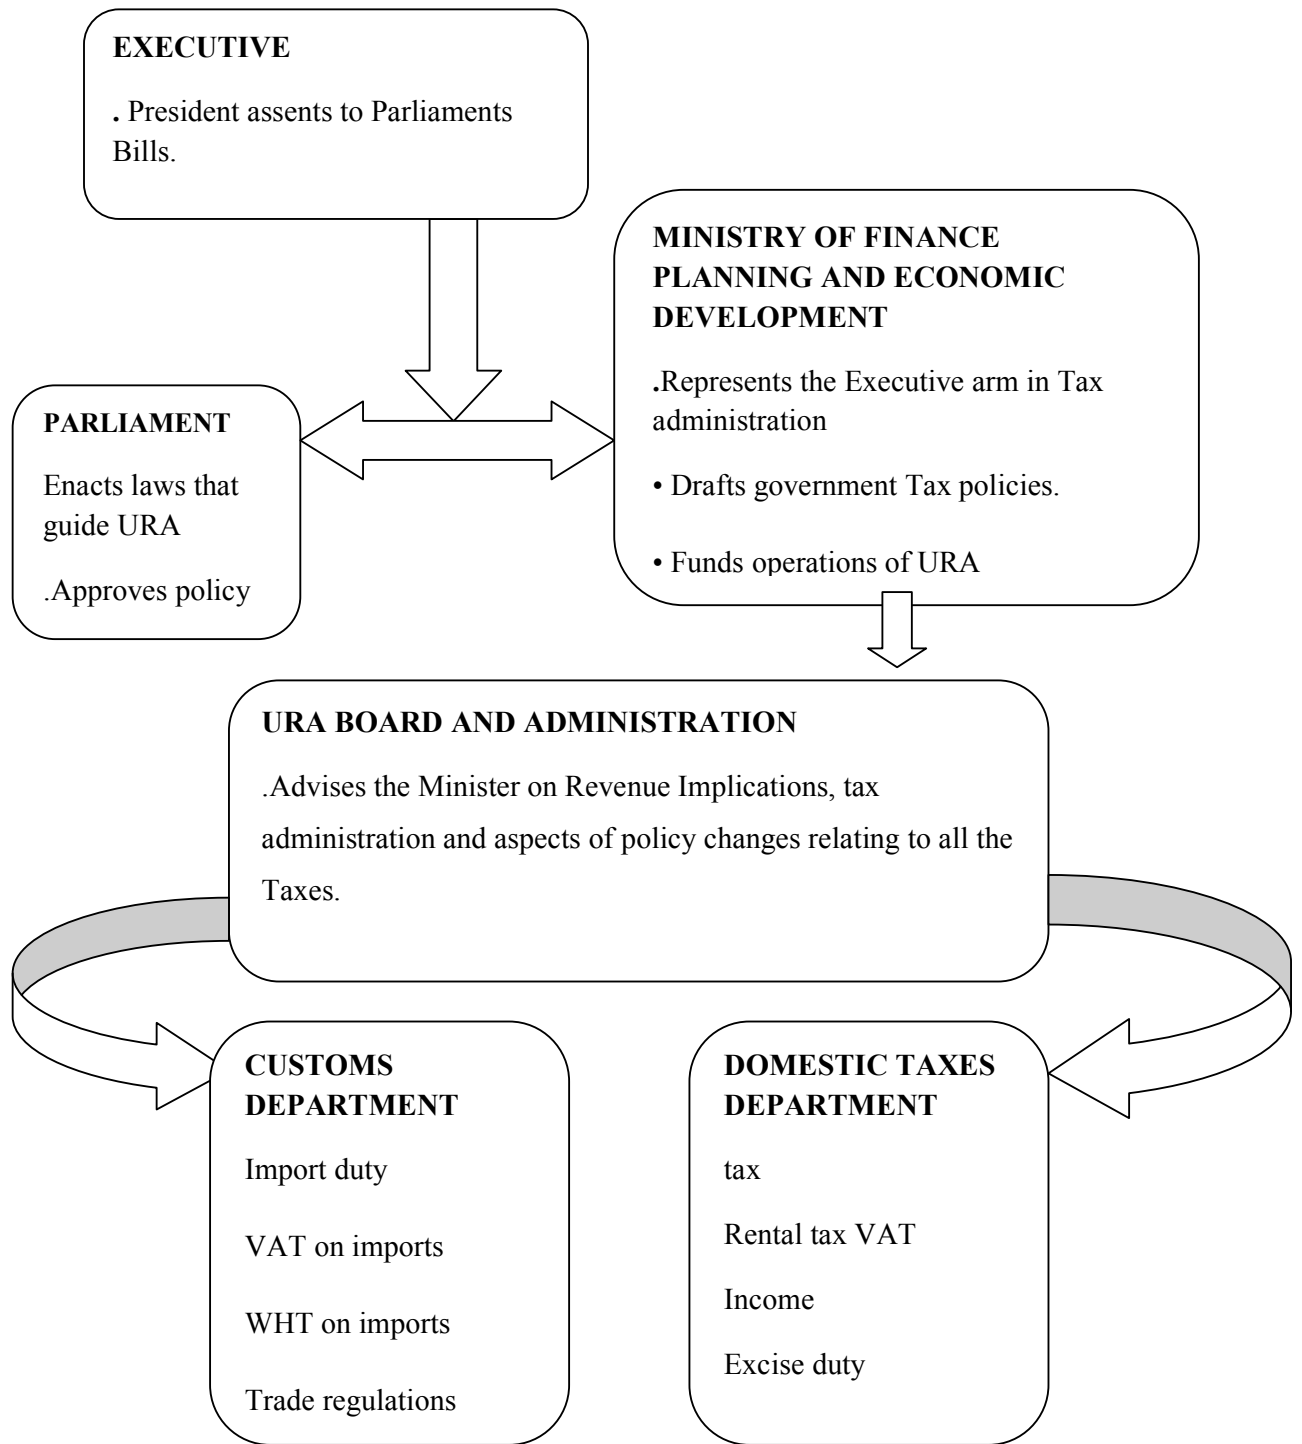 EXECUTIVE
. President assents to Parliaments
Bills.
MINISTRY OF FINANCE
PLANNING AND ECONOMIC
DEVELOPMENT
.Represents the Executive arm in Tax
administration
• Drafts government Tax policies.
• Funds operations of URA
PARLIAMENT
Enacts laws that
guide URA
.Approves policy
URA BOARD AND ADMINISTRATION
.Advises the Minister on Revenue Implications, tax
administration and aspects of policy changes relating to all the
Taxes.
CUSTOMS
DEPARTMENT
Import duty
VAT on imports
WHT on imports
Trade regulations
DOMESTIC TAXES
DEPARTMENT
tax
Rental tax VAT
Income
Excise duty